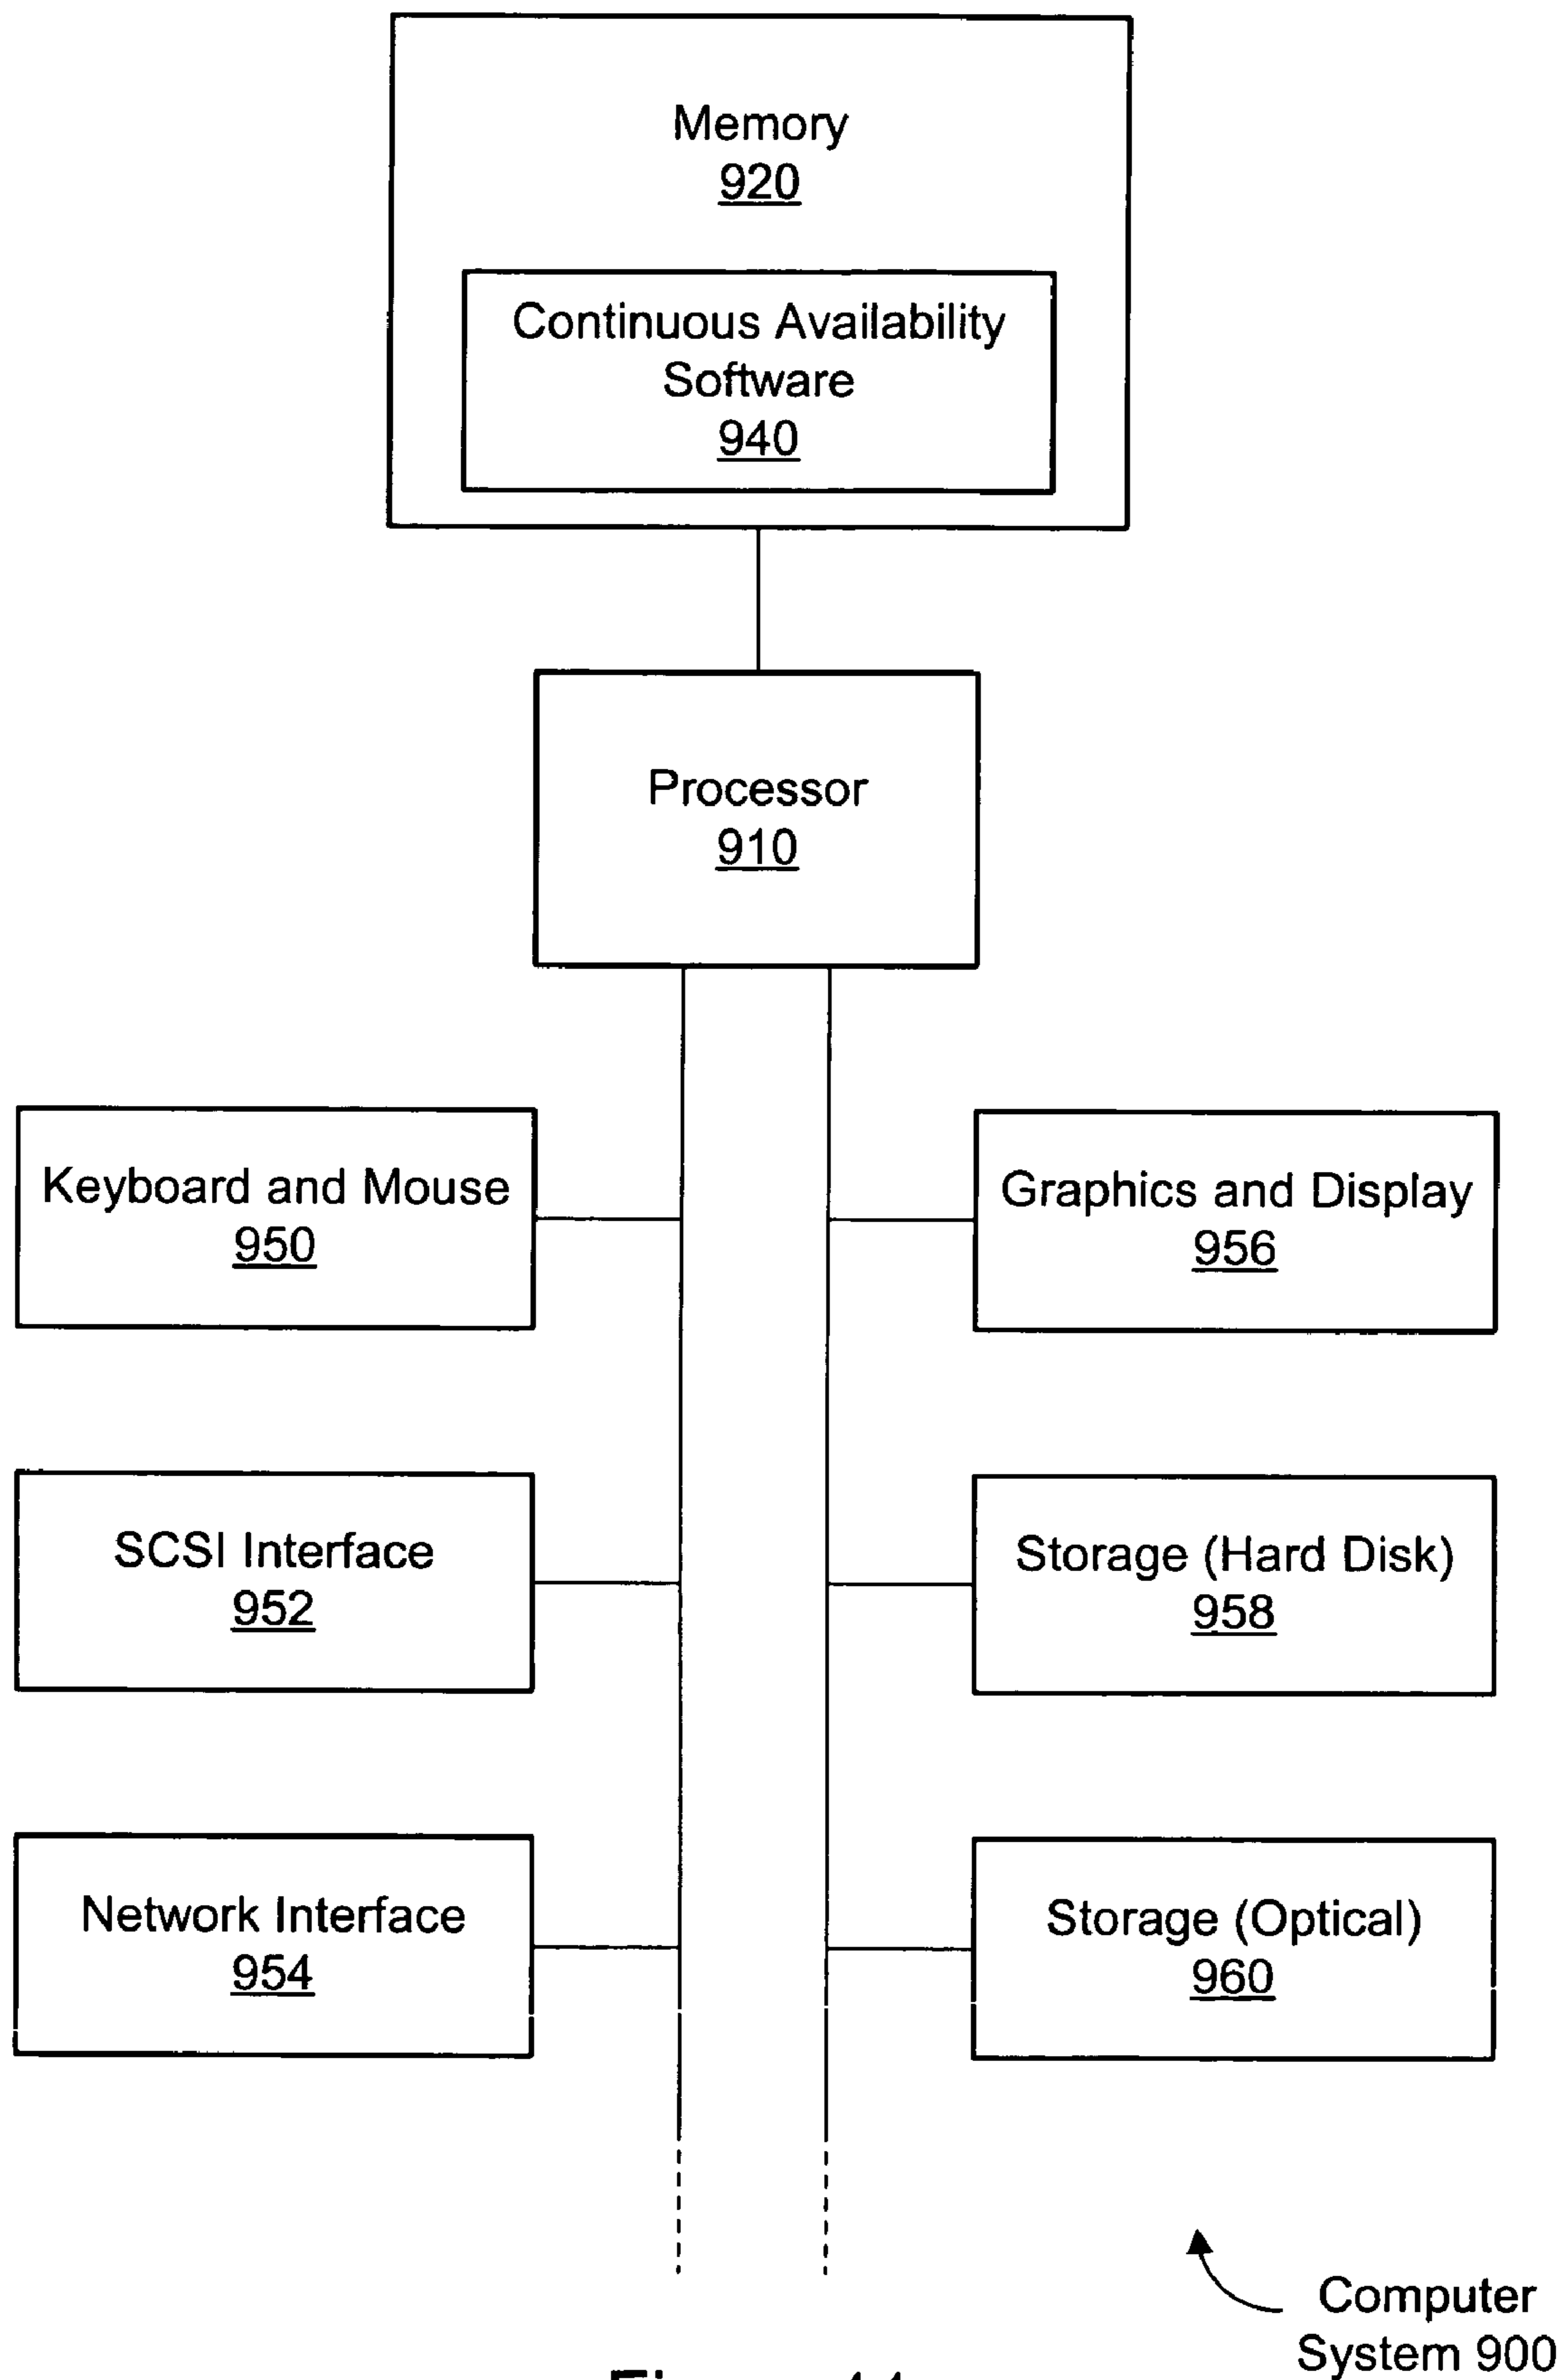 Memory
920
Continuous Availability
Software
940
Processor
910
Keyboard and Mouse
950
Graphics and Display
956
SCSI Interface
952
Storage (Hard Disk)
958
Network Interface
954
Storage (Optical)
960
Computer
System 900